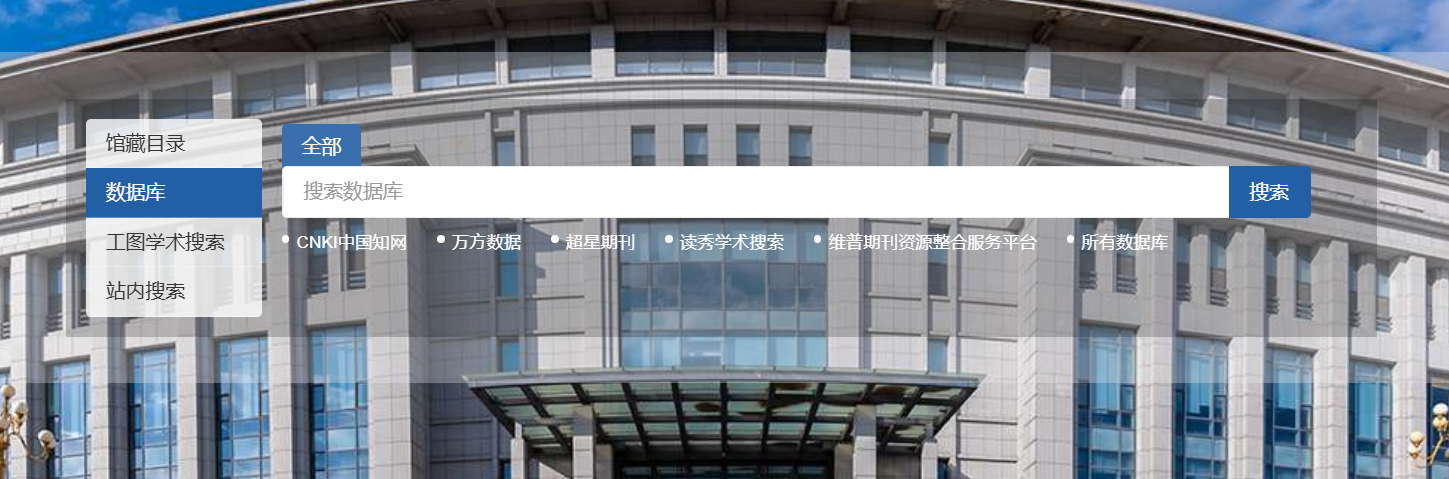 馆藏目录
数据库
工图学术搜索
站内搜索
全部
搜索数据库
搜索
CNKI中国知网
万方数据
超星期刊
读秀学术搜索
维普期刊资源整合服务平台
所有数据库